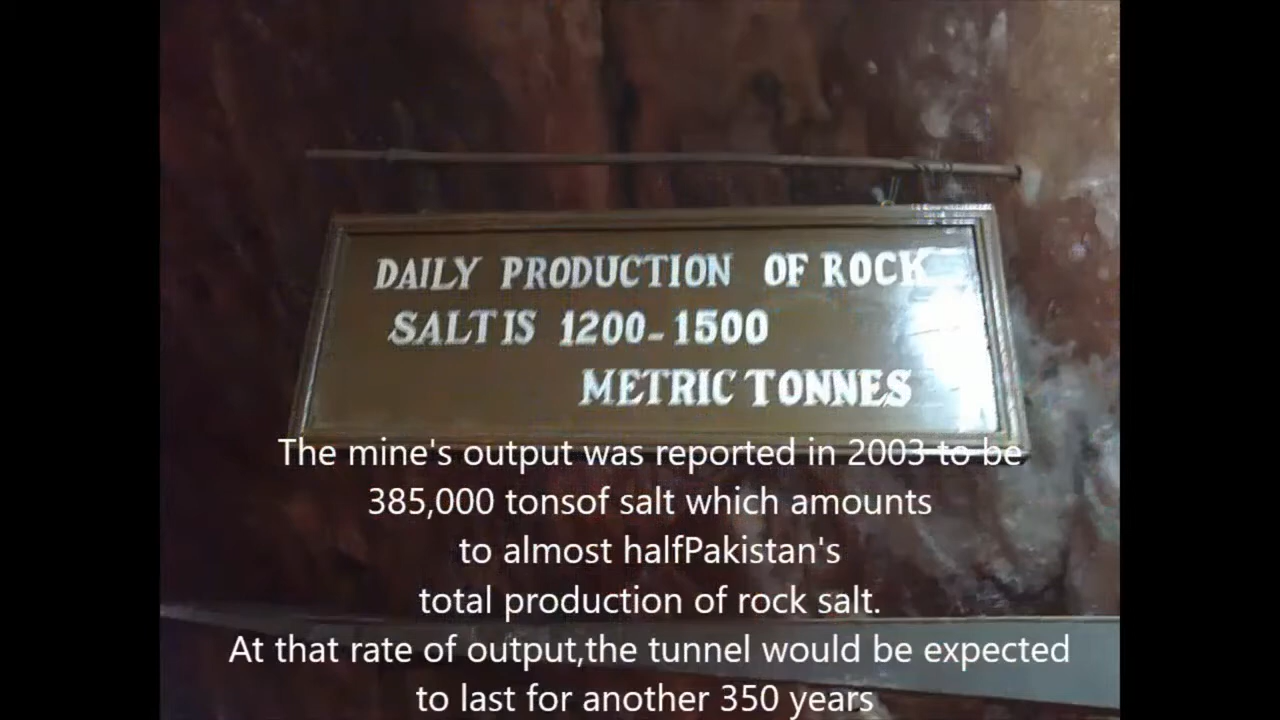 DAILY PRODUCTION OF ROCK
SALT IS 1200-1500
METRIC TONNES
The mine's output was reported in 2003 to be
385,000 tonsof salt which amounts
to almost halfPakistan's
total production of rock salt.
At that rate of output,the tunnel would be expected
to last for another 350 years